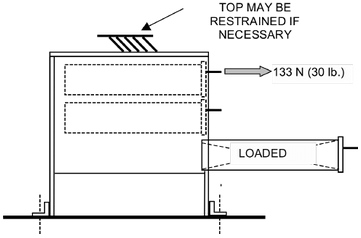 TOP MAY BE
RESTRAINED IF
NECESSARY
133 N (30 lb.)
LOADED